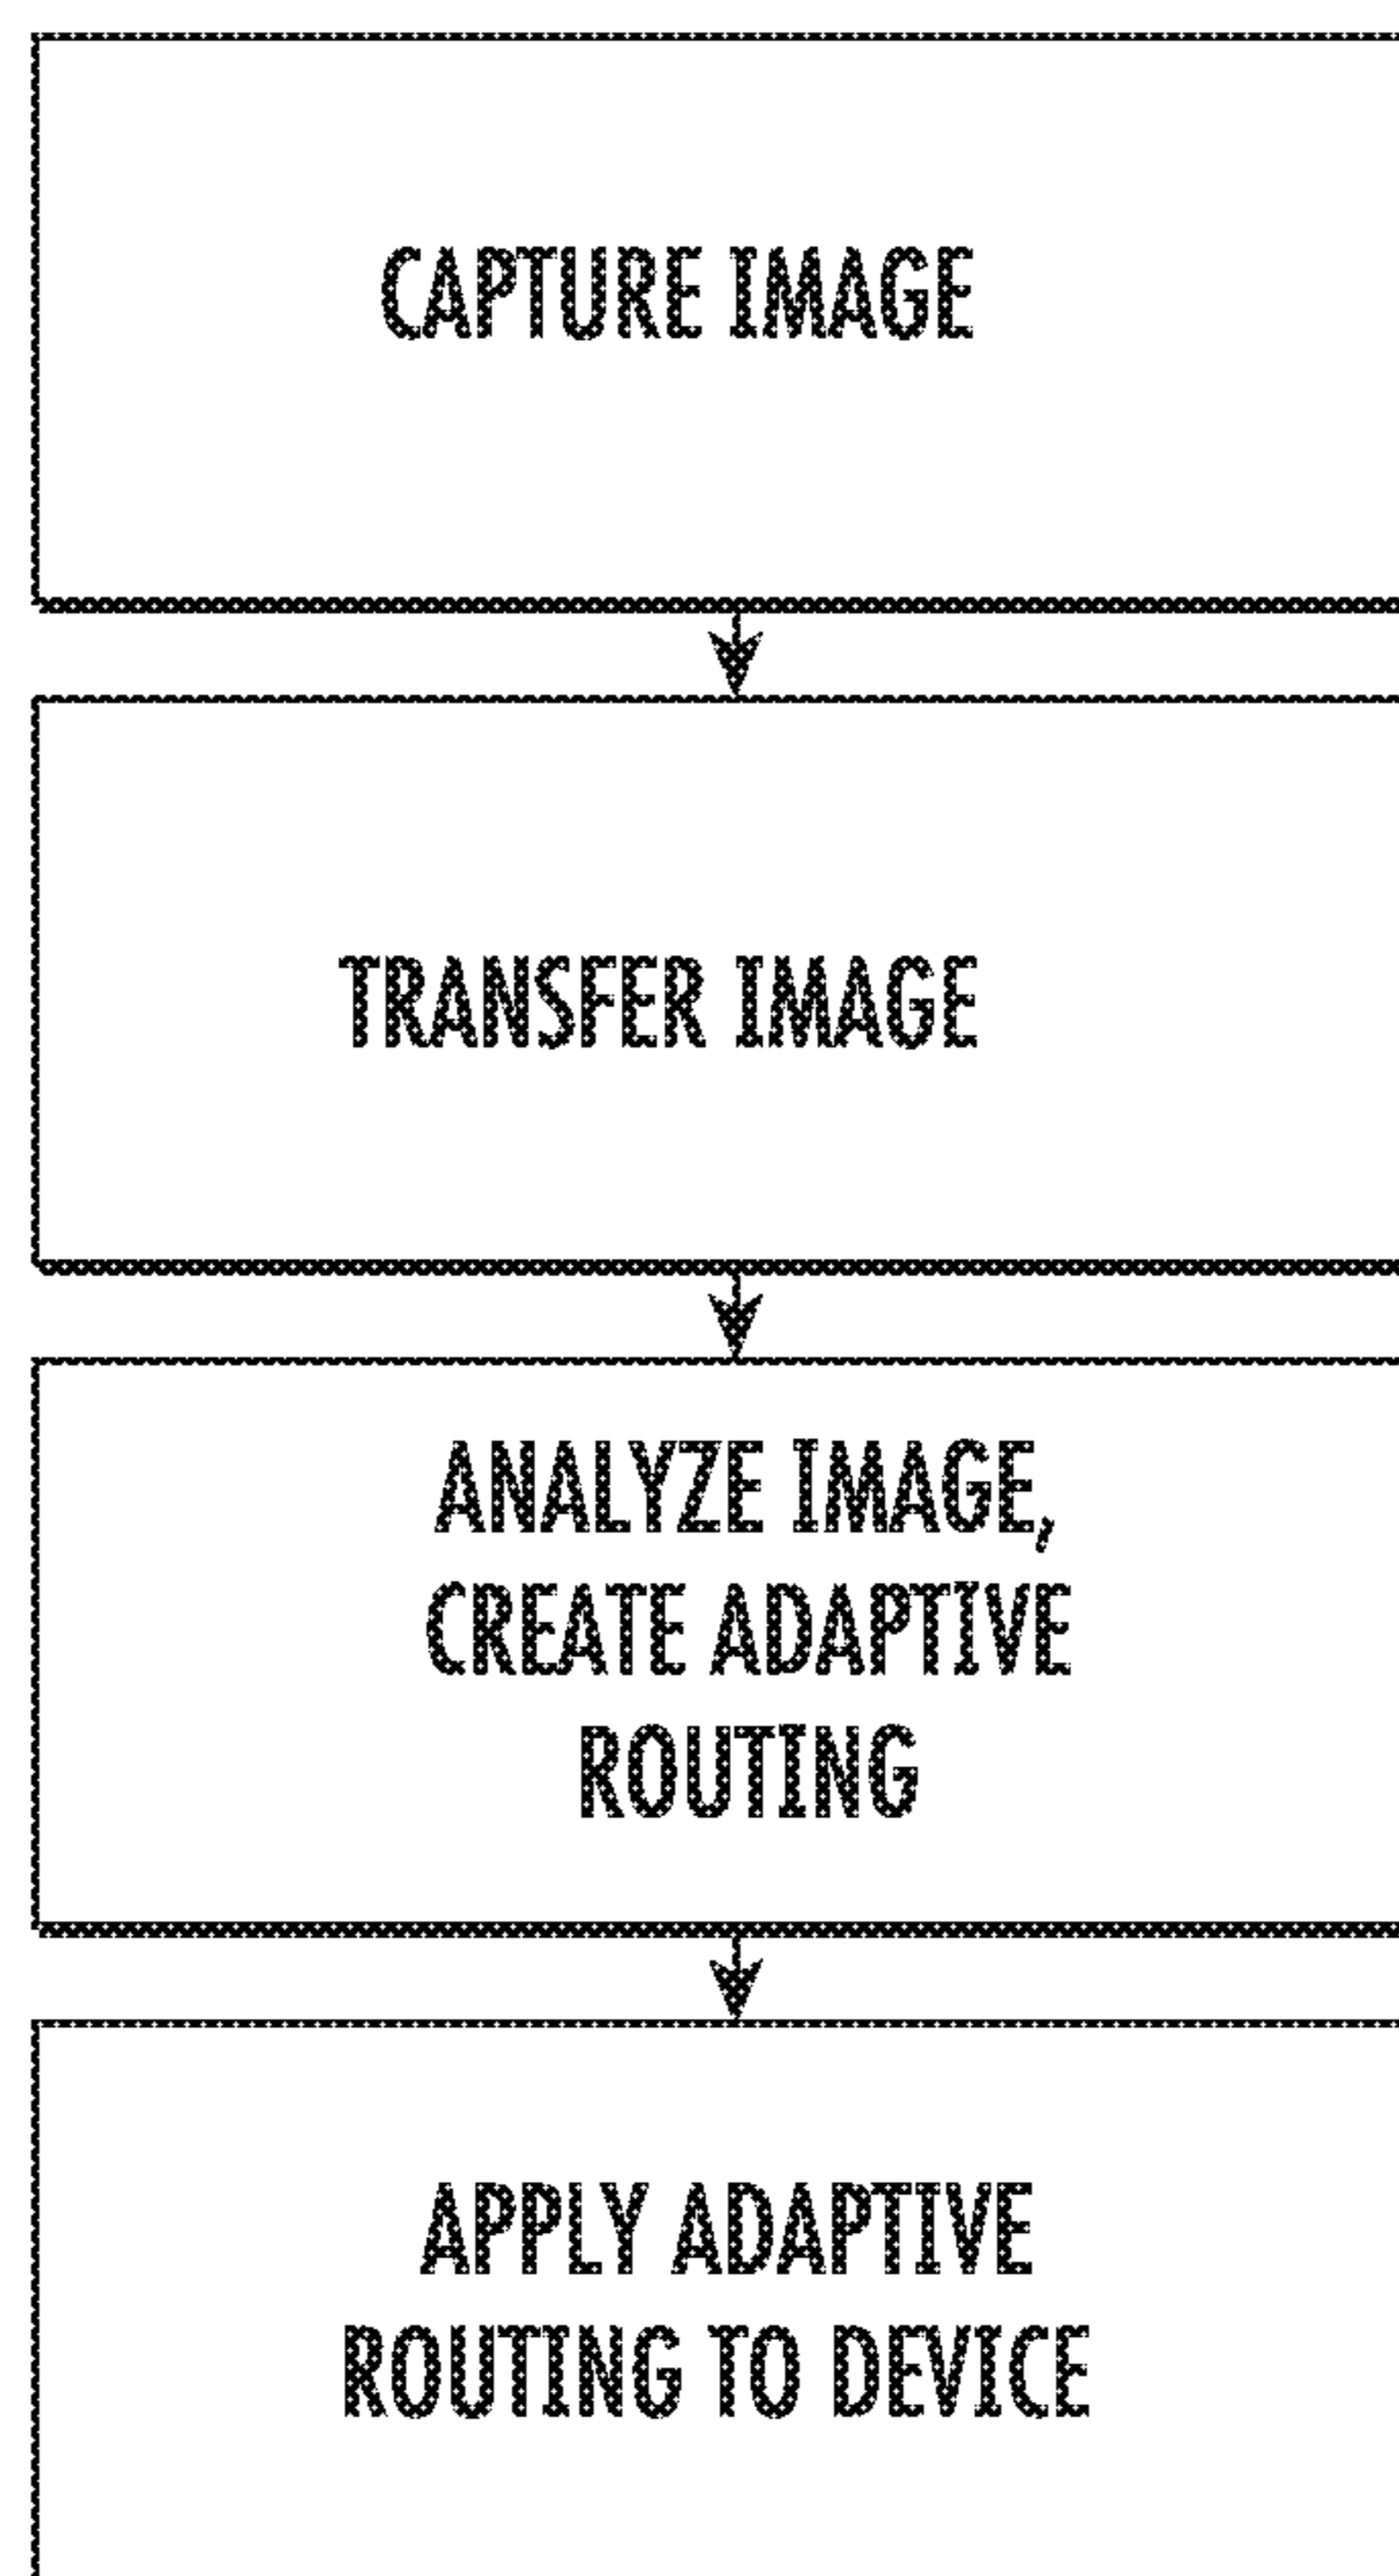 CAPTURE IMAGE
TRANSFER IMAGE
ANALYZE IMAGE,
CREATE ADAPTIVE
ROUTING
APPLY ADAPTIVE
ROUTING TO DEVICE